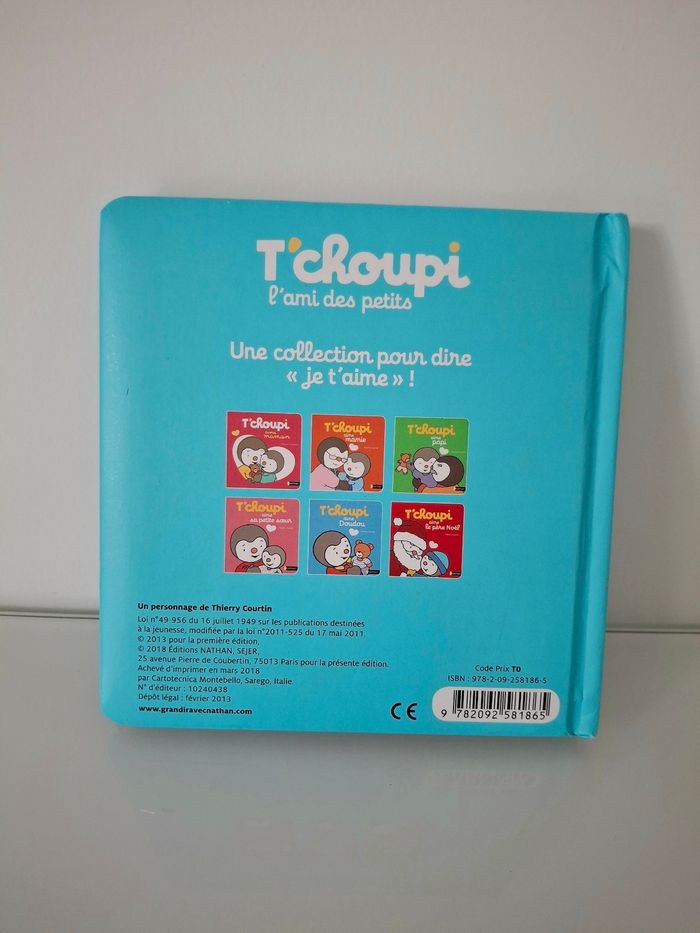 T'choupi
l'ami des petits
Une collection pour dire
« je t'aime » !
T'choupi
aime
maman
T'choupi
aime
mamie
T'choupi
aime
papi
T'choupi
aime
sa petite sœur
T'choupi
aime
Doudou
T'choupi
aime
le père Noël
Un personnage de Thierry Courtin
Loi n°49-956 du 16 juillet 1949 sur les publications destinées
à la jeunesse, modifiée par la loi n°2011-525 du 17 mai 2011.
© 2013 pour la première édition,
© 2018 Éditions NATHAN, SEJER,
25 avenue Pierre de Coubertin, 75013 Paris pour la présente édition.
Achevé d'imprimer en mars 2018
par Cartotecnica Montebello, Sarego, Italie.
N° d'éditeur : 10240438
Dépôt légal : février 2013
www.grandiravecnathan.com
CE
Code Prix T0
ISBN : 978-2-09-258186-5
9 782092 581865